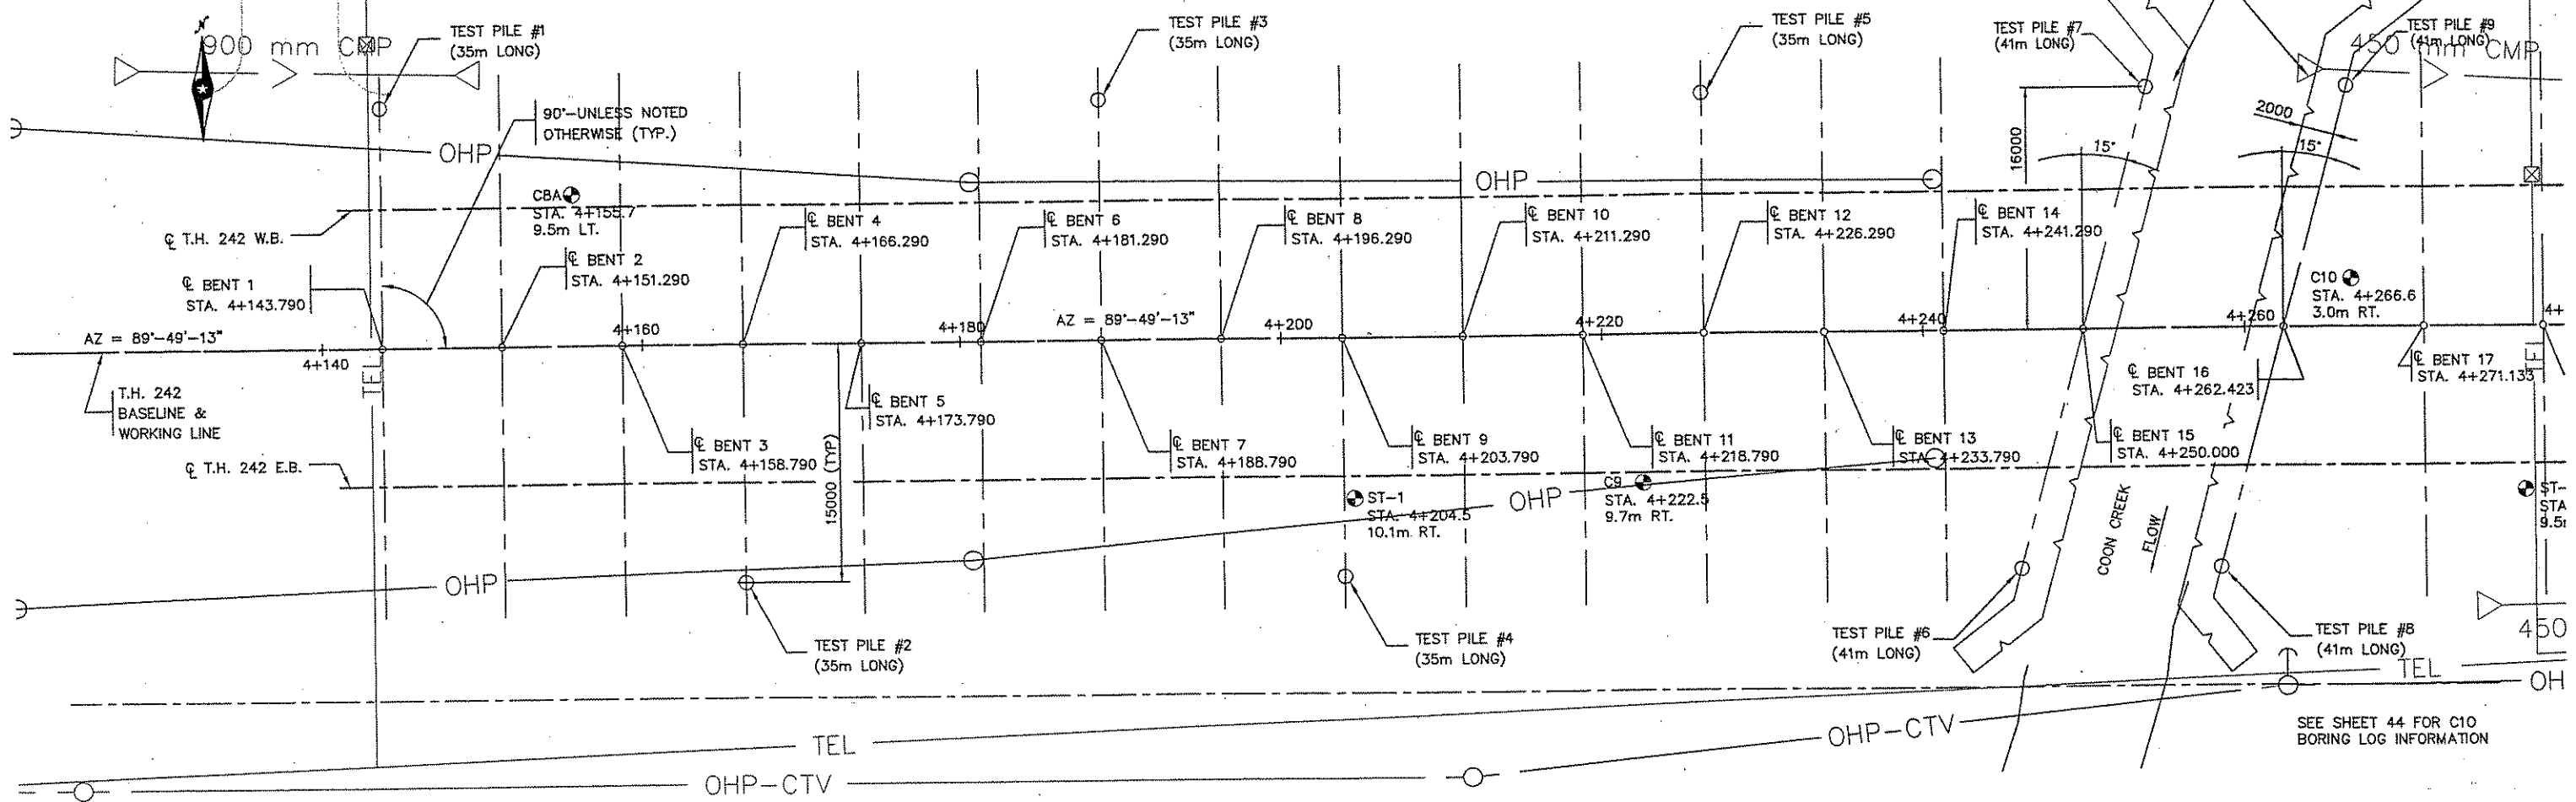 N
900 mm CMP
TEST PILE #1
(35m LONG)
TEST PILE #3
(35m LONG)
TEST PILE #5
(35m LONG)
TEST PILE #7
(41m LONG)
TEST PILE #9
(41m LONG)
450 mm CMP
90°-UNLESS NOTED
OTHERWISE (TYP.)
2000
16000
15°
15°
OHP
OHP
CBA
STA. 4+155.7
9.5m LT.
℄ T.H. 242 W.B.
℄ BENT 1
STA. 4+143.790
℄ BENT 2
STA. 4+151.290
℄ BENT 4
STA. 4+166.290
℄ BENT 6
STA. 4+181.290
℄ BENT 8
STA. 4+196.290
℄ BENT 10
STA. 4+211.290
℄ BENT 12
STA. 4+226.290
℄ BENT 14
STA. 4+241.290
C10
STA. 4+266.6
3.0m RT.
AZ = 89°-49'-13"
4+140
4+160
4+180
AZ = 89°-49'-13"
4+200
4+220
4+240
4+260
4+
TEL
TEL
T.H. 242
BASELINE &
WORKING LINE
℄ T.H. 242 E.B.
℄ BENT 3
STA. 4+158.790
℄ BENT 5
STA. 4+173.790
15000 (TYP)
℄ BENT 7
STA. 4+188.790
℄ BENT 9
STA. 4+203.790
℄ BENT 11
STA. 4+218.790
℄ BENT 13
STA. 4+233.790
℄ BENT 15
STA. 4+250.000
℄ BENT 16
STA. 4+262.423
℄ BENT 17
STA. 4+271.133
ST-1
STA. 4+204.5
10.1m RT.
OHP
C9
STA. 4+222.5
9.7m RT.
COON CREEK
FLOW
ST-
STA
9.5
OHP
TEST PILE #2
(35m LONG)
TEST PILE #4
(35m LONG)
TEST PILE #6
(41m LONG)
TEST PILE #8
(41m LONG)
450
TEL
TEL
OH
OHP-CTV
OHP-CTV
SEE SHEET 44 FOR C10
BORING LOG INFORMATION